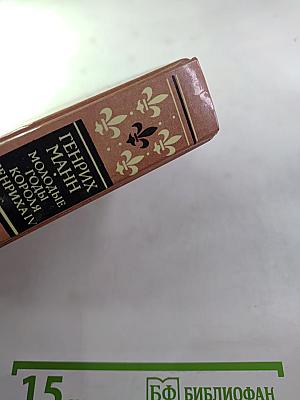 ГЕНРИХ
МАНН
МОЛОДЫЕ
ГОДЫ
КОРОЛЯ
ГЕНРИХА IV
15
БФ БИБЛИОФАН